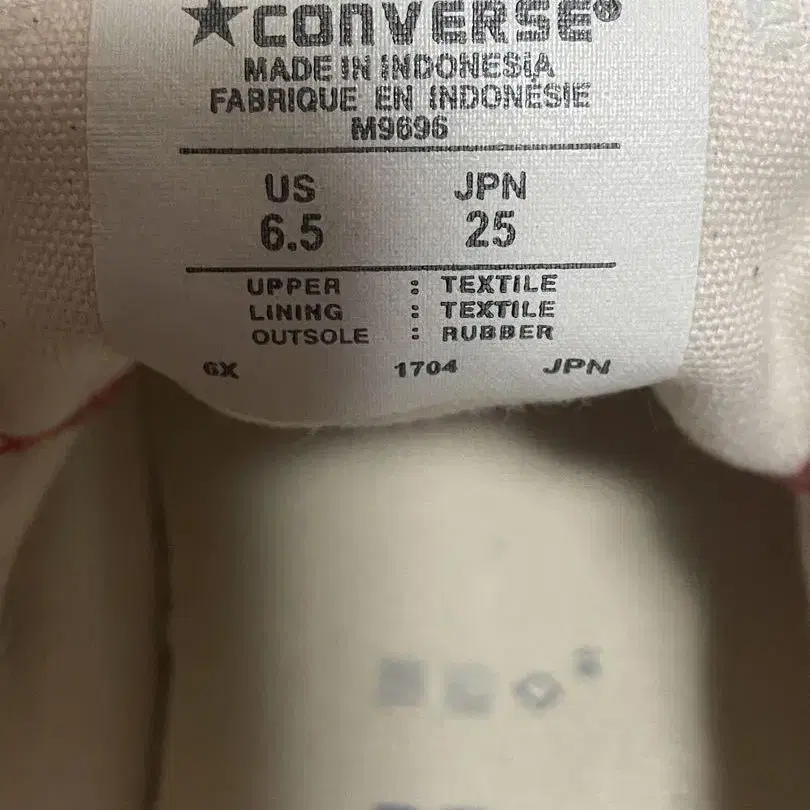 ★CONVERSE®
MADE IN INDONESIA
FABRIQUE EN INDONESIE
M9696
US JPN
6.5 25
UPPER : TEXTILE
LINING : TEXTILE
OUTSOLE : RUBBER
GX 1704 JPN